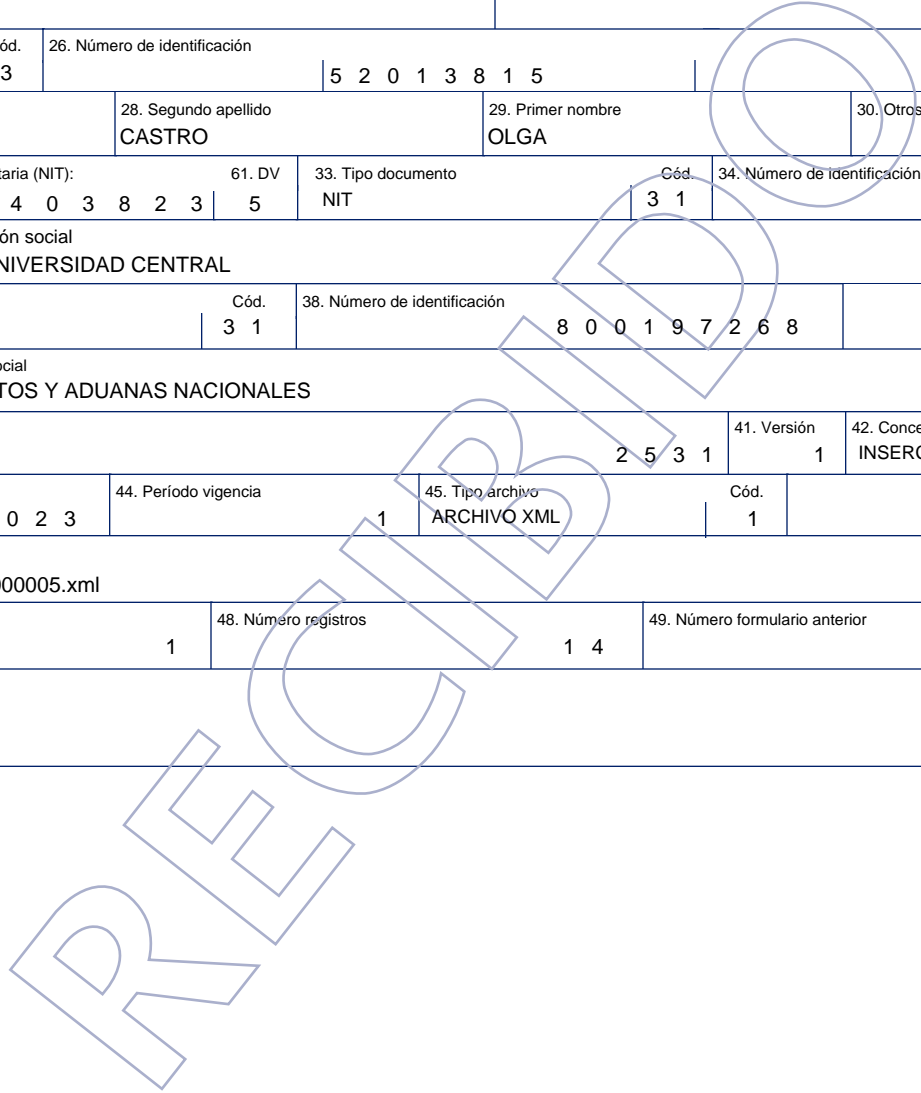 ód. 26. Número de identificación
3 5 2 0 1 3 8 1 5
28. Segundo apellido 29. Primer nombre 30. Otros
CASTRO OLGA
taria (NIT): 61. DV 33. Tipo documento Cód. 34. Número de identificación
4 0 3 8 2 3 5 NIT 3 1
ón social
NIVERSIDAD CENTRAL
Cód. 38. Número de identificación
3 1 8 0 0 1 9 7 2 6 8
ocial
TOS Y ADUANAS NACIONALES
41. Versión 42. Conce
2 5 3 1 1 INSERC
44. Período vigencia 45. Tipo archivo Cód.
0 2 3 1 ARCHIVO XML 1
000005.xml
48. Número registros 49. Número formulario anterior
1 1 4
RECIBIDO